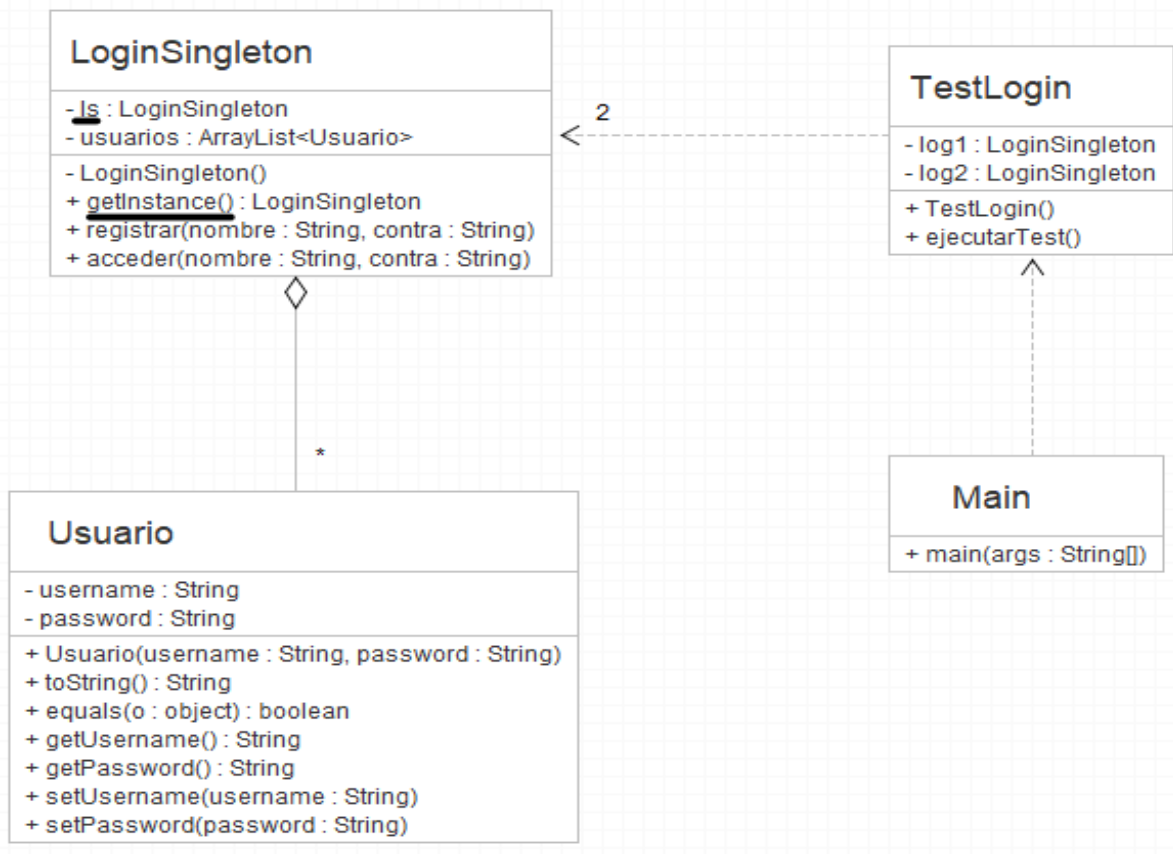 LoginSingleton
- ls : LoginSingleton
- usuarios : ArrayList<Usuario>
- LoginSingleton()
+ getInstance() : LoginSingleton
+ registrar(nombre : String, contra : String)
+ acceder(nombre : String, contra : String)
2
TestLogin
- log1 : LoginSingleton
- log2 : LoginSingleton
+ TestLogin()
+ ejecutarTest()
*
Usuario
- username : String
- password : String
+ Usuario(username : String, password : String)
+ toString() : String
+ equals(o : object) : boolean
+ getUsername() : String
+ getPassword() : String
+ setUsername(username : String)
+ setPassword(password : String)
Main
+ main(args : String[])